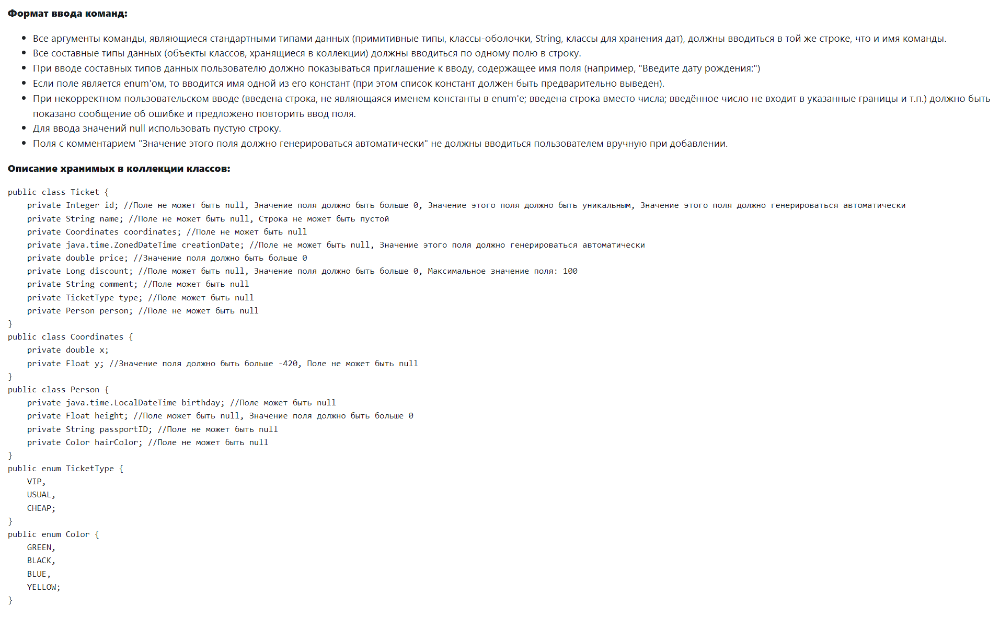 Формат ввода команд:
• Все аргументы команды, являющиеся стандартными типами данных (примитивные типы, классы-оболочки, String, классы для хранения дат), должны вводиться в той же строке, что и имя команды.
• Все составные типы данных (объекты классов, хранящиеся в коллекции) должны вводиться по одному полю в строку.
• При вводе составных типов данных пользователю должно показываться приглашение к вводу, содержащее имя поля (например, "Введите дату рождения:")
• Если поле является enum'ом, то вводится имя одной из его констант (при этом список констант должен быть предварительно выведен).
• При некорректном пользовательском вводе (введена строка, не являющаяся именем константы в enum'е; введена строка вместо числа; введённое число не входит в указанные границы и т.п.) должно быть
показано сообщение об ошибке и предложено повторить ввод поля.
• Для ввода значений null использовать пустую строку.
• Поля с комментарием "Значение этого поля должно генерироваться автоматически" не должны вводиться пользователем вручную при добавлении.
Описание хранимых в коллекции классов:
public class Ticket {
    private Integer id; //Поле не может быть null, Значение поля должно быть больше 0, Значение этого поля должно быть уникальным, Значение этого поля должно генерироваться автоматически
    private String name; //Поле не может быть null, Строка не может быть пустой
    private Coordinates coordinates; //Поле не может быть null
    private java.time.ZonedDateTime creationDate; //Поле не может быть null, Значение этого поля должно генерироваться автоматически
    private double price; //Значение поля должно быть больше 0
    private Long discount; //Поле может быть null, Значение поля должно быть больше 0, Максимальное значение поля: 100
    private String comment; //Поле может быть null
    private TicketType type; //Поле может быть null
    private Person person; //Поле не может быть null
}
public class Coordinates {
    private double x;
    private Float y; //Значение поля должно быть больше -420, Поле не может быть null
}
public class Person {
    private java.time.LocalDateTime birthday; //Поле может быть null
    private Float height; //Поле может быть null, Значение поля должно быть больше 0
    private String passportID; //Поле не может быть null
    private Color hairColor; //Поле не может быть null
}
public enum TicketType {
    VIP,
    USUAL,
    CHEAP;
}
public enum Color {
    GREEN,
    BLACK,
    BLUE,
    YELLOW;
}